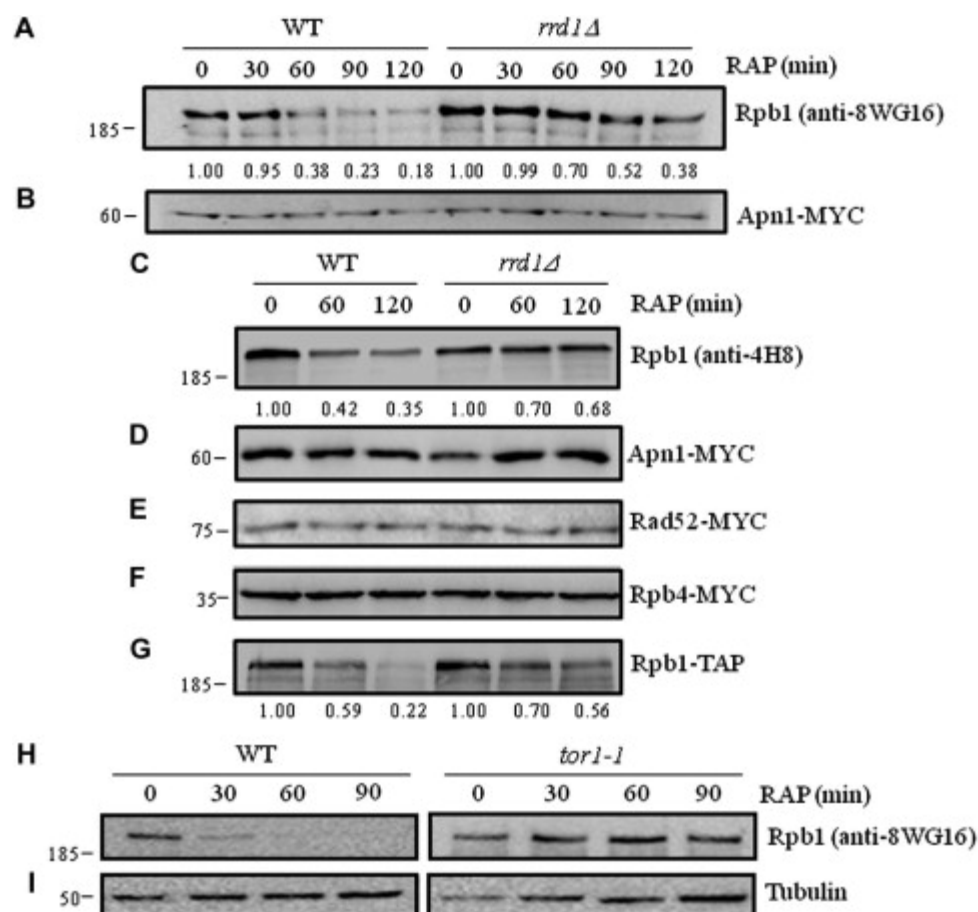 A
WT rrd1Δ
0 30 60 90 120 0 30 60 90 120 RAP (min)
Rpb1 (anti-8WG16)
185–
1.00 0.95 0.38 0.23 0.18 1.00 0.99 0.70 0.52 0.38
B
60– Apn1-MYC
C
WT rrd1Δ
0 60 120 0 60 120 RAP (min)
Rpb1 (anti-4H8)
185–
1.00 0.42 0.35 1.00 0.70 0.68
D
60– Apn1-MYC
E
75– Rad52-MYC
F
35– Rpb4-MYC
G
Rpb1-TAP
185–
1.00 0.59 0.22 1.00 0.70 0.56
H
WT tor1-1
0 30 60 90 0 30 60 90 RAP (min)
Rpb1 (anti-8WG16)
185–
I
50– Tubulin